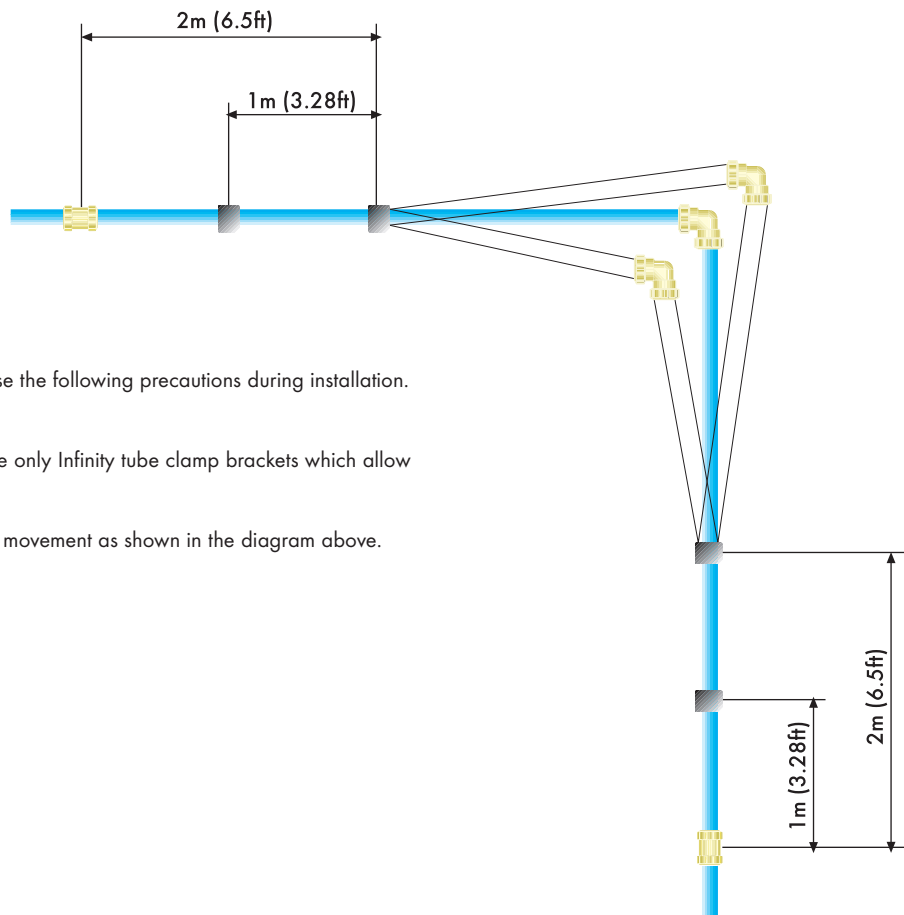 2m (6.5ft)
1m (3.28ft)
se the following precautions during installation.
e only Infinity tube clamp brackets which allow
movement as shown in the diagram above.
2m (6.5ft)
1m (3.28ft)